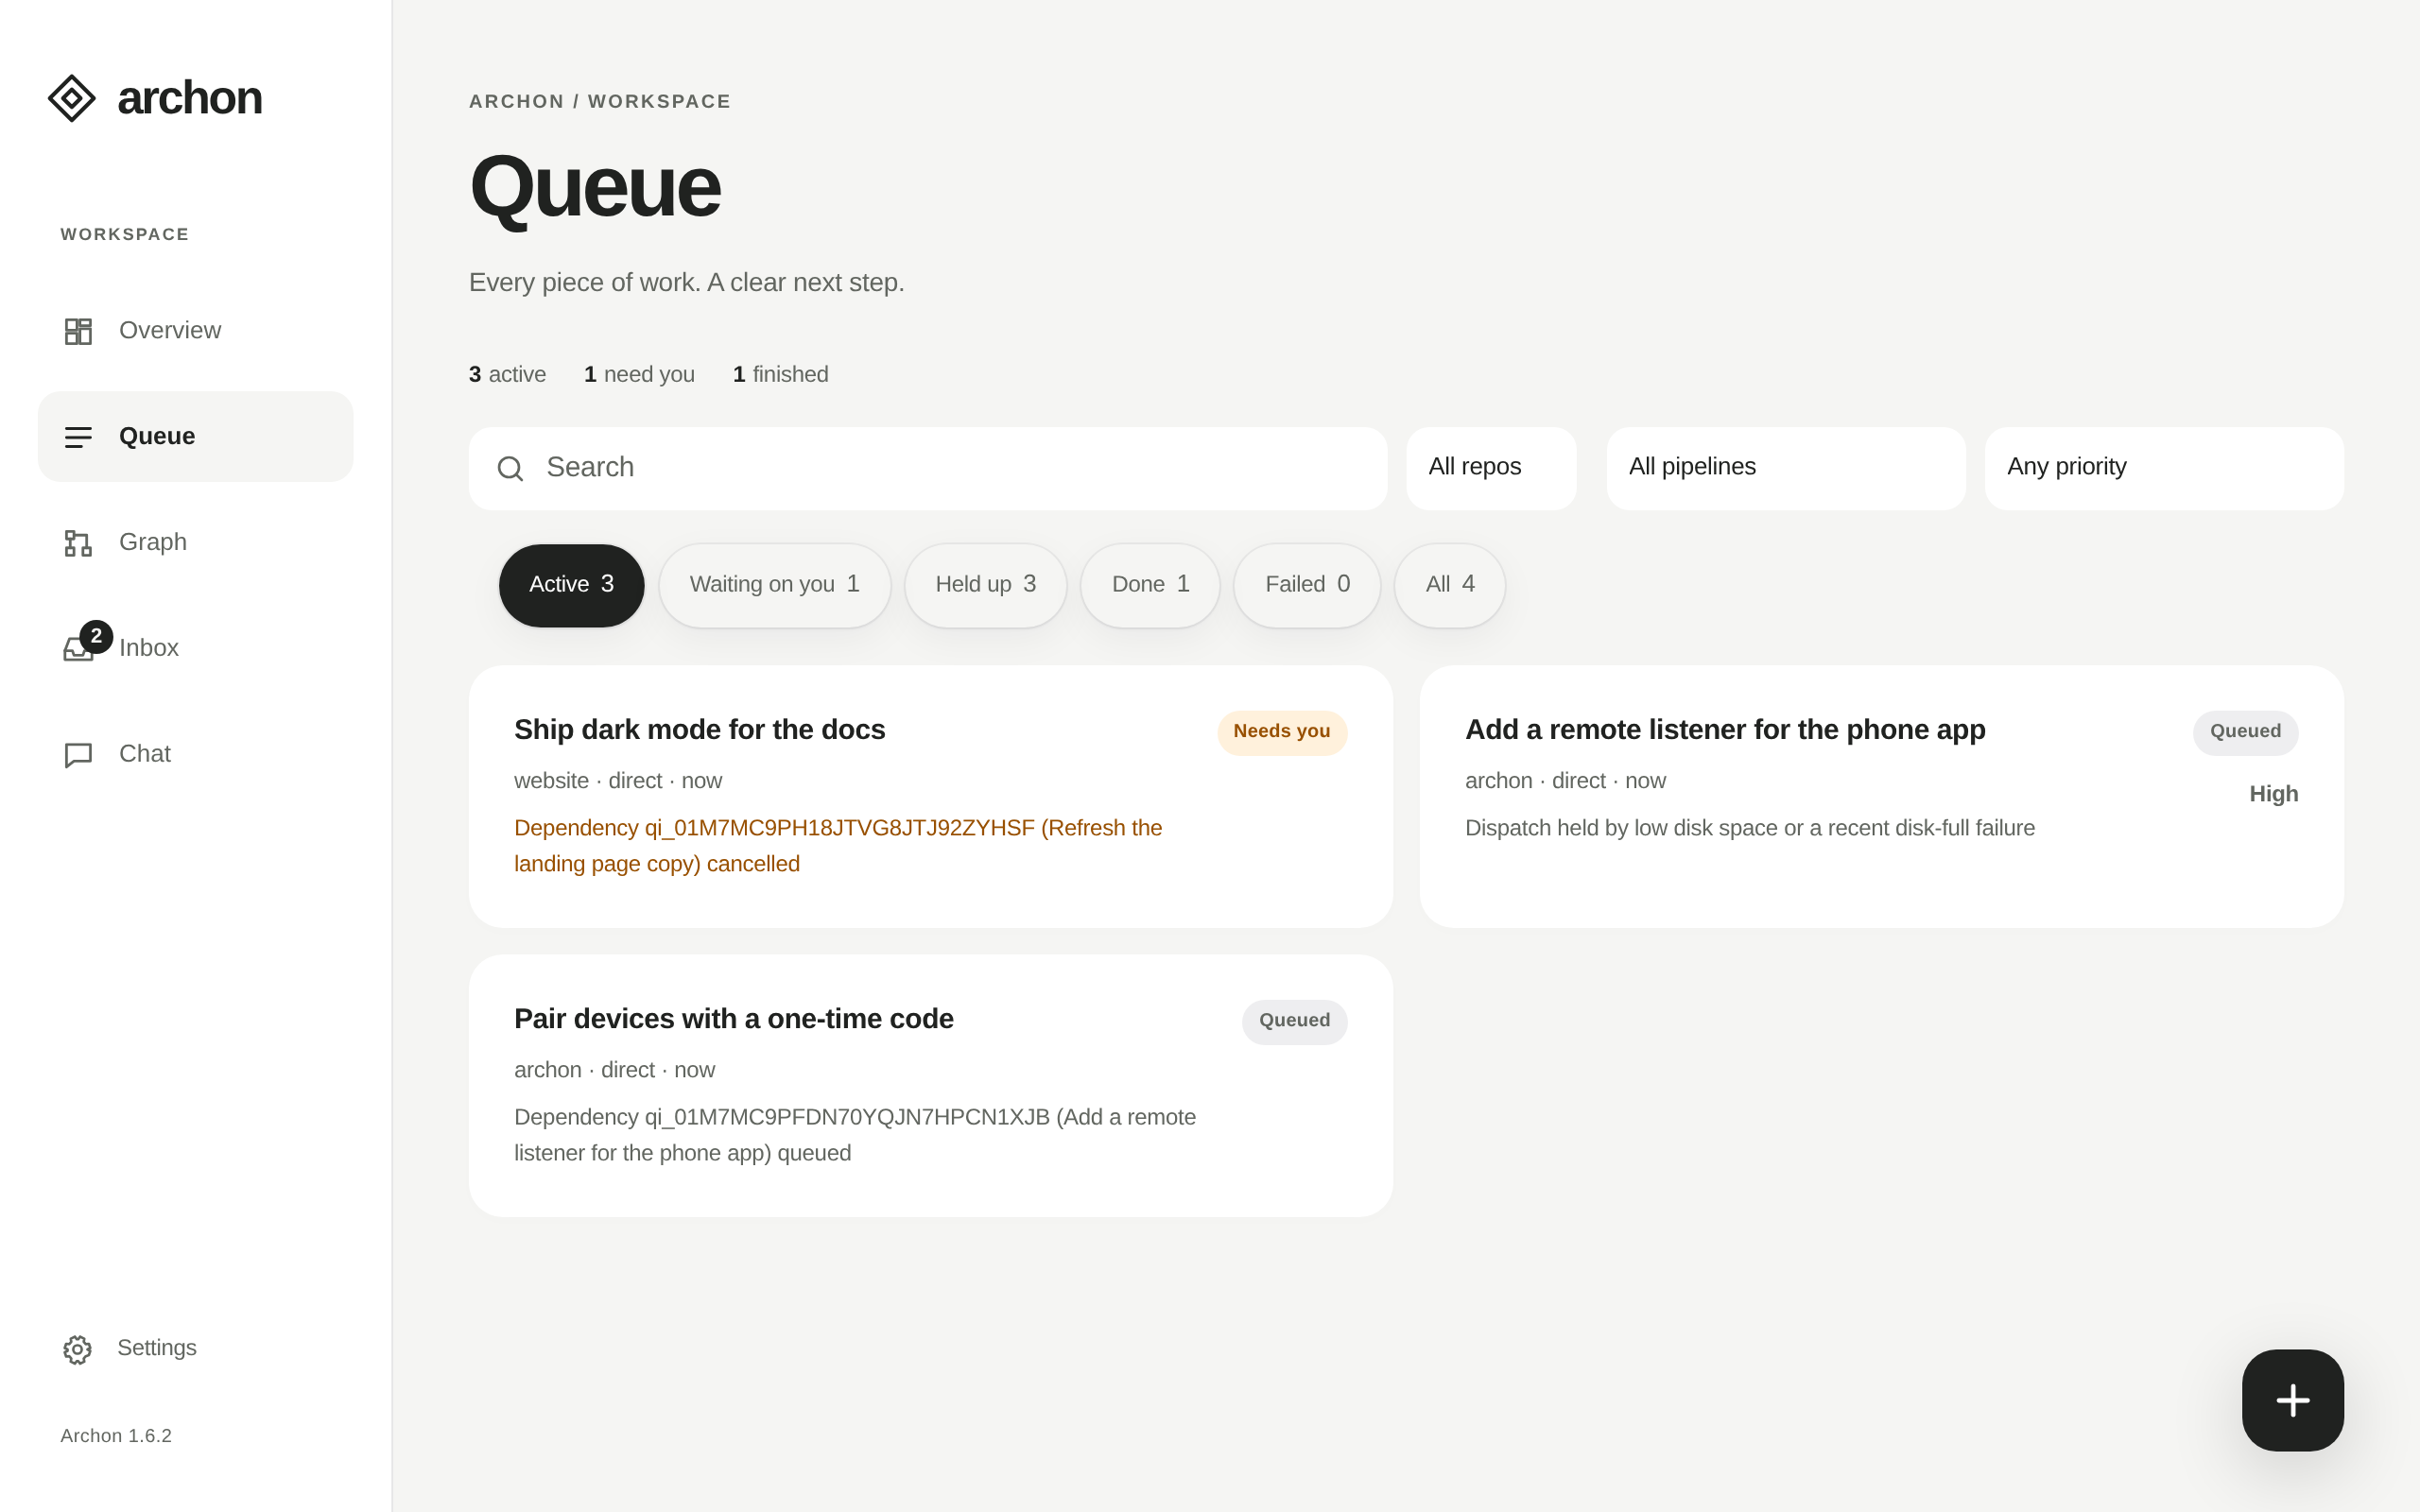 archon
WORKSPACE
Overview
Queue
Graph
2
Inbox
Chat
Settings
Archon 1.6.2
ARCHON / WORKSPACE
Queue
Every piece of work. A clear next step.
3 active 1 need you 1 finished
Search
All repos
All pipelines
Any priority
Active 3
Waiting on you 1
Held up 3
Done 1
Failed 0
All 4
Ship dark mode for the docs
Needs you
website · direct · now
Dependency qi_01M7MC9PH18JTVG8JTJ92ZYHSF (Refresh the
landing page copy) cancelled
Add a remote listener for the phone app
Queued
archon · direct · now
High
Dispatch held by low disk space or a recent disk-full failure
Pair devices with a one-time code
Queued
archon · direct · now
Dependency qi_01M7MC9PFDN70YQJN7HPCN1XJB (Add a remote
listener for the phone app) queued